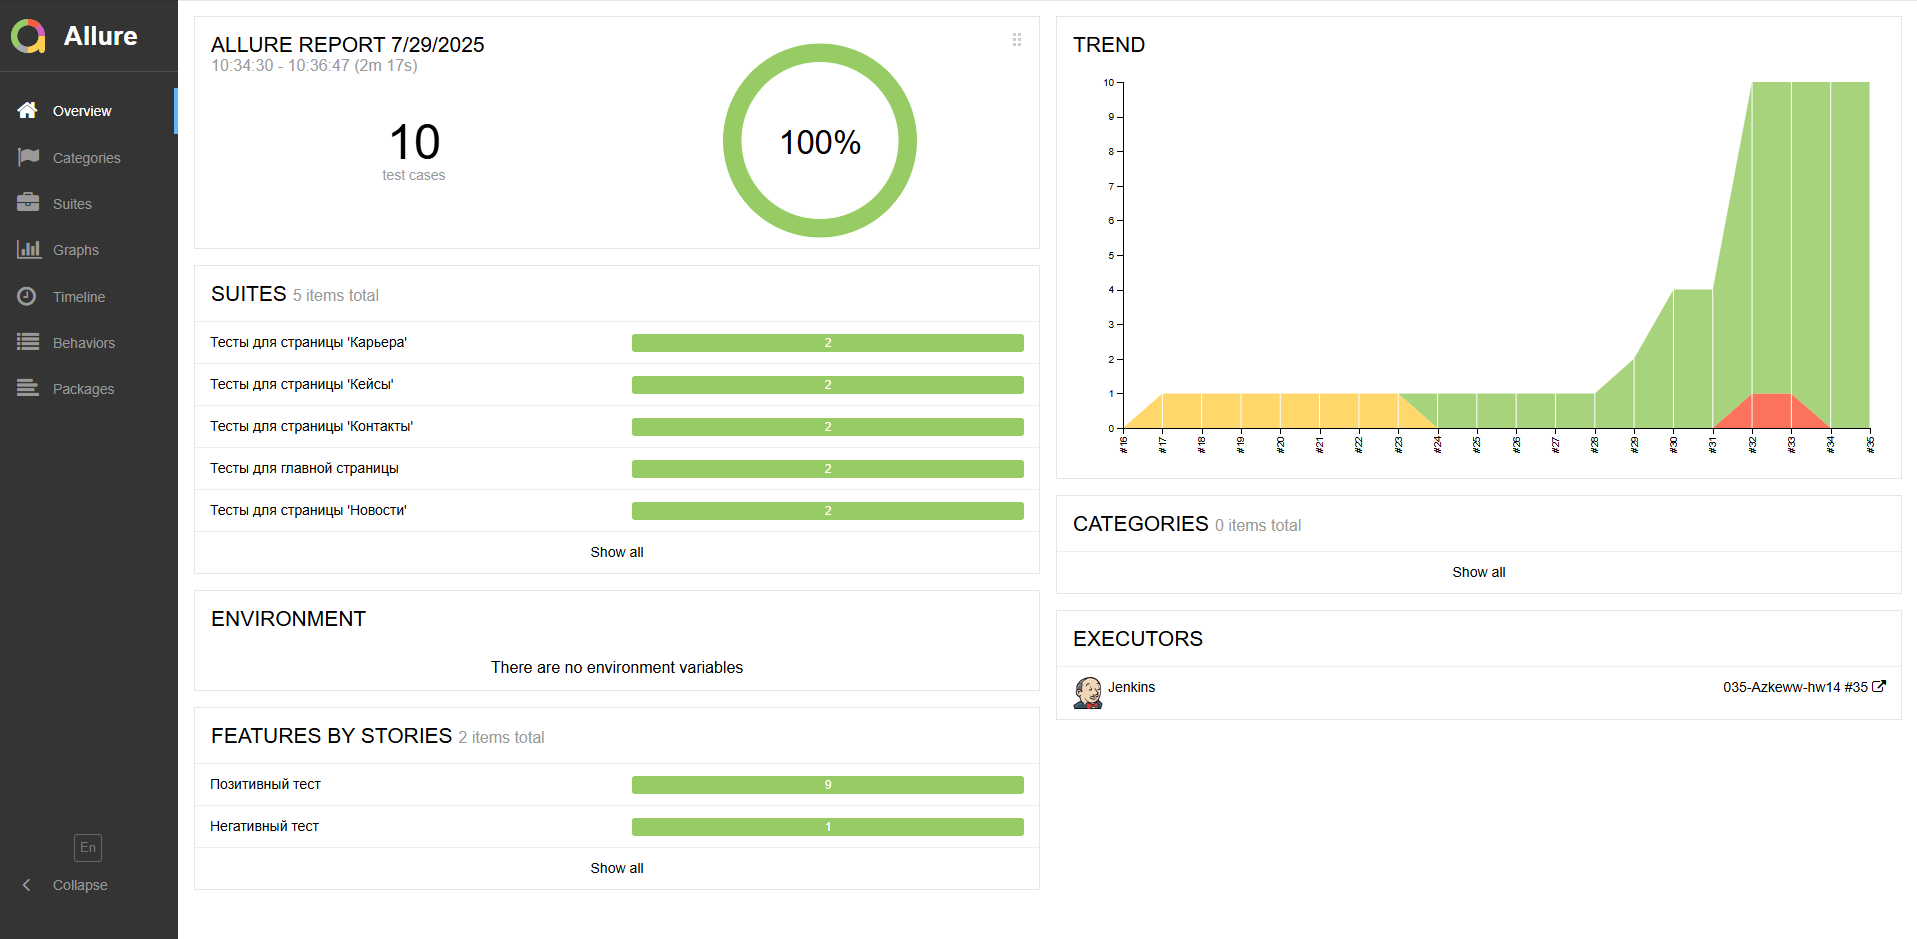 Allure
Overview
Categories
Suites
Graphs
Timeline
Behaviors
Packages
En
Collapse
ALLURE REPORT 7/29/2025
10:34:30 - 10:36:47 (2m 17s)
10
test cases
100%
SUITES 5 items total
Тесты для страницы 'Карьера' 2
Тесты для страницы 'Кейсы' 2
Тесты для страницы 'Контакты' 2
Тесты для главной страницы 2
Тесты для страницы 'Новости' 2
Show all
ENVIRONMENT
There are no environment variables
FEATURES BY STORIES 2 items total
Позитивный тест 9
Негативный тест 1
Show all
TREND
10
9
8
7
6
5
4
3
2
1
0
#16 #17 #18 #19 #20 #21 #22 #23 #24 #25 #26 #27 #28 #29 #30 #31 #32 #33 #34 #35
CATEGORIES 0 items total
Show all
EXECUTORS
Jenkins 035-Azkeww-hw14 #35